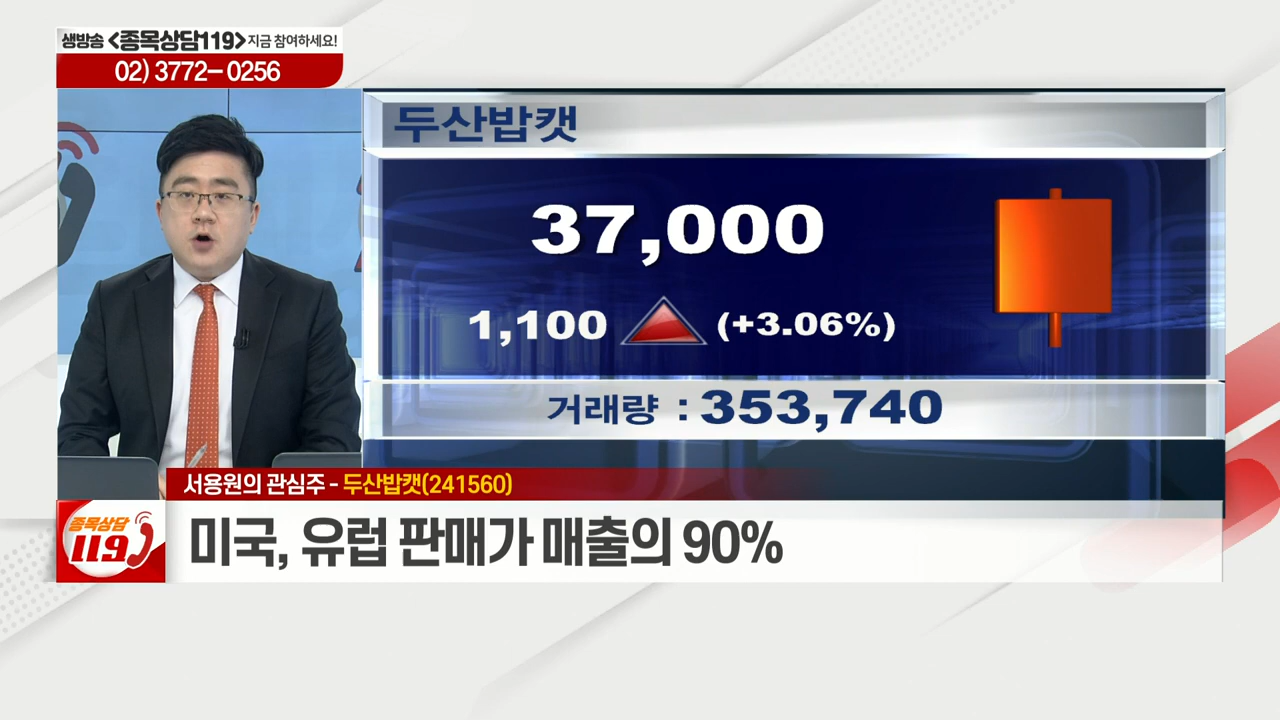 생방송 <종목상담119> 지금 참여하세요!
02) 3772-0256
두산밥캣
37,000
1,100 ▲ (+3.06%)
거래량 : 353,740
서용원의 관심주 - 두산밥캣(241560)
종목상담
119
미국, 유럽 판매가 매출의 90%